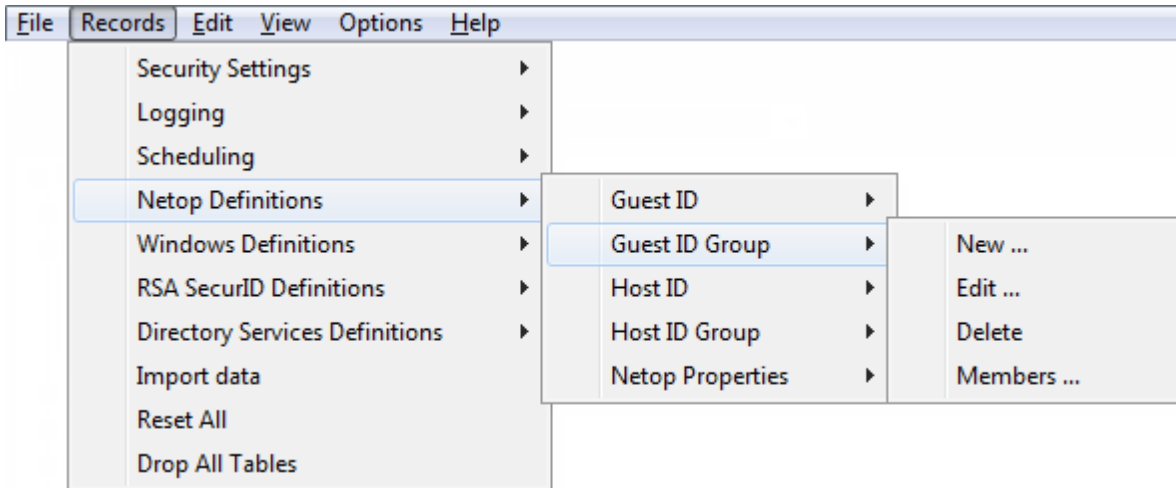 File Records Edit View Options Help
Security Settings
Logging
Scheduling
Netop Definitions
Windows Definitions
RSA SecurID Definitions
Directory Services Definitions
Import data
Reset All
Drop All Tables
Guest ID
Guest ID Group
Host ID
Host ID Group
Netop Properties
New ...
Edit ...
Delete
Members ...